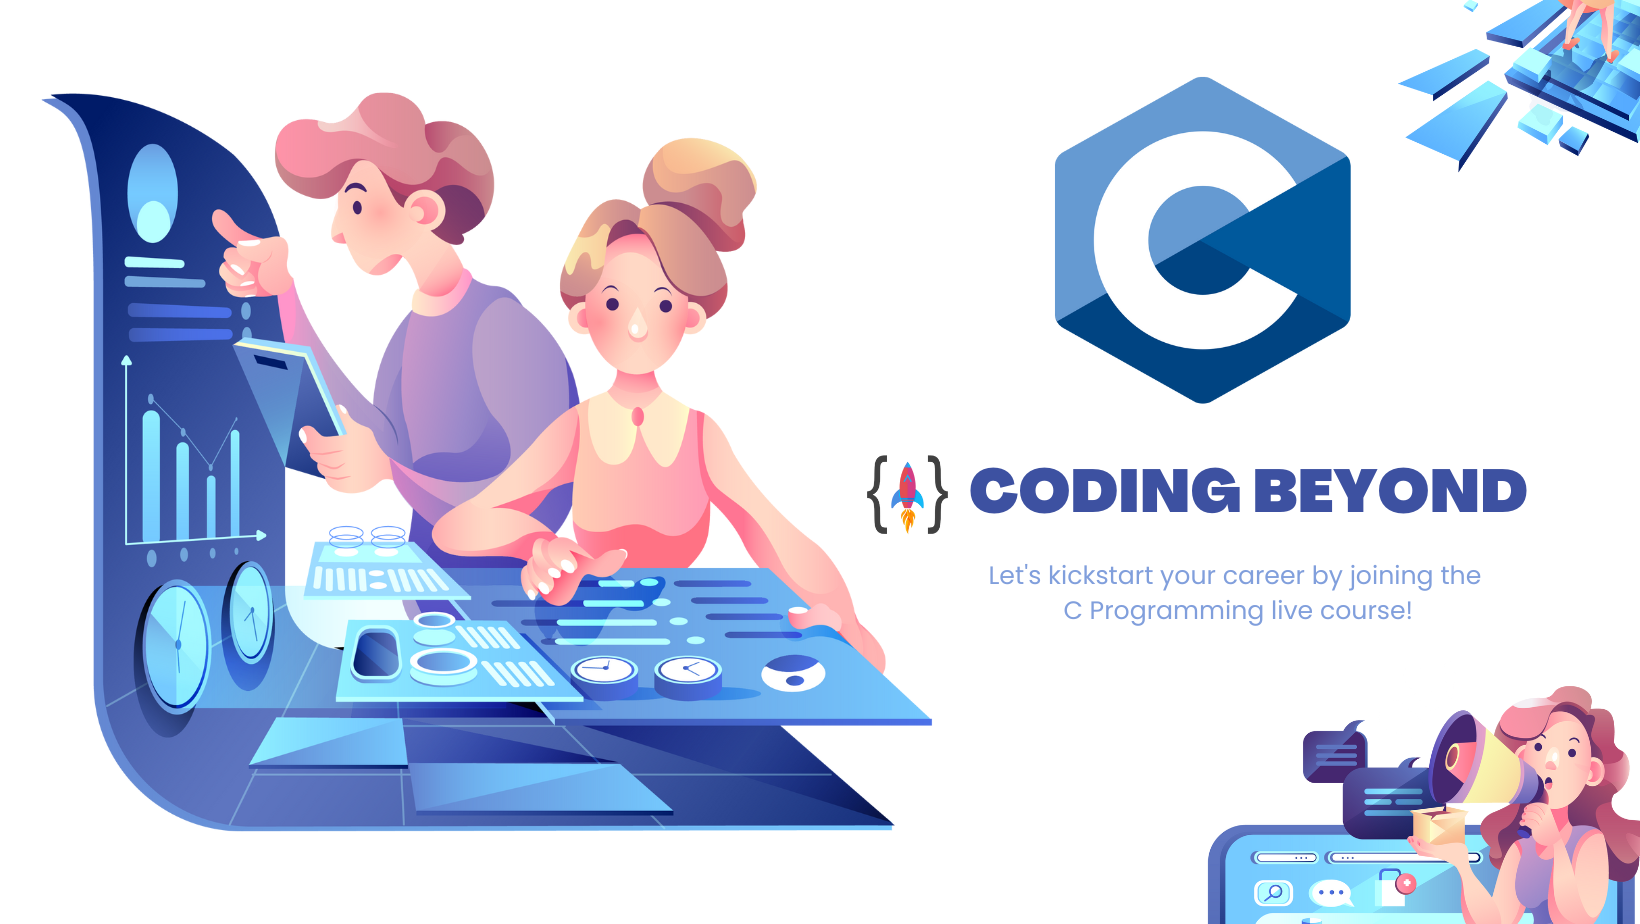 C
{ } CODING BEYOND
Let's kickstart your career by joining the
C Programming live course!